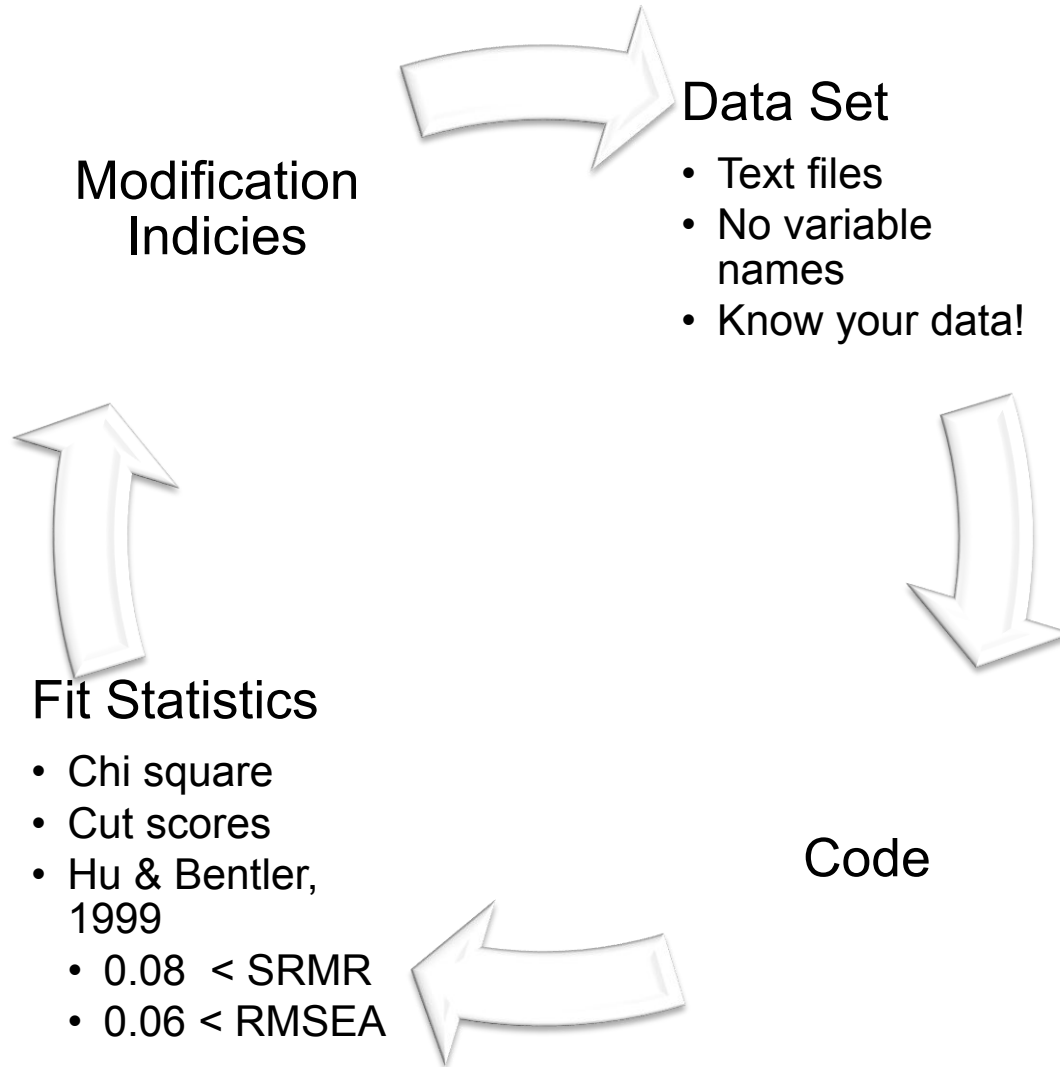 Modification
Indicies
Data Set
• Text files
• No variable
names
• Know your data!
Code
Fit Statistics
• Chi square
• Cut scores
• Hu & Bentler,
1999
• 0.08 < SRMR
• 0.06 < RMSEA